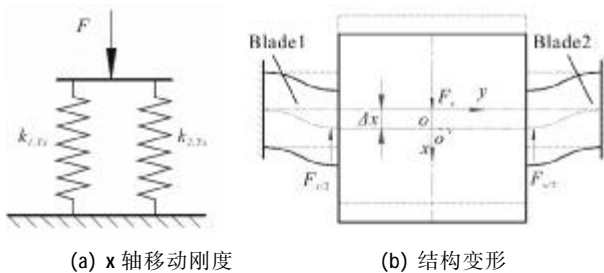 F
k1,Tx
k2,Tx
Blade1
Blade2
Fx
y
Δx
o
o'
x
Fx/2
Fx/2
(a) x 轴移动刚度
(b) 结构变形